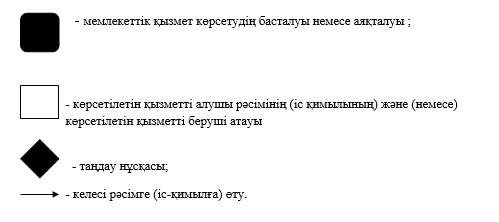 - мемлекеттік қызмет көрсетудің басталуы немесе аяқталуы ;
- көрсетілетін қызметті алушы рәсімінің (іс қимылының) және (немесе)
көрсетілетін қызметті беруші атауы
- таңдау нұсқасы;
- келесі рәсімге (іс-қимылға) өту.